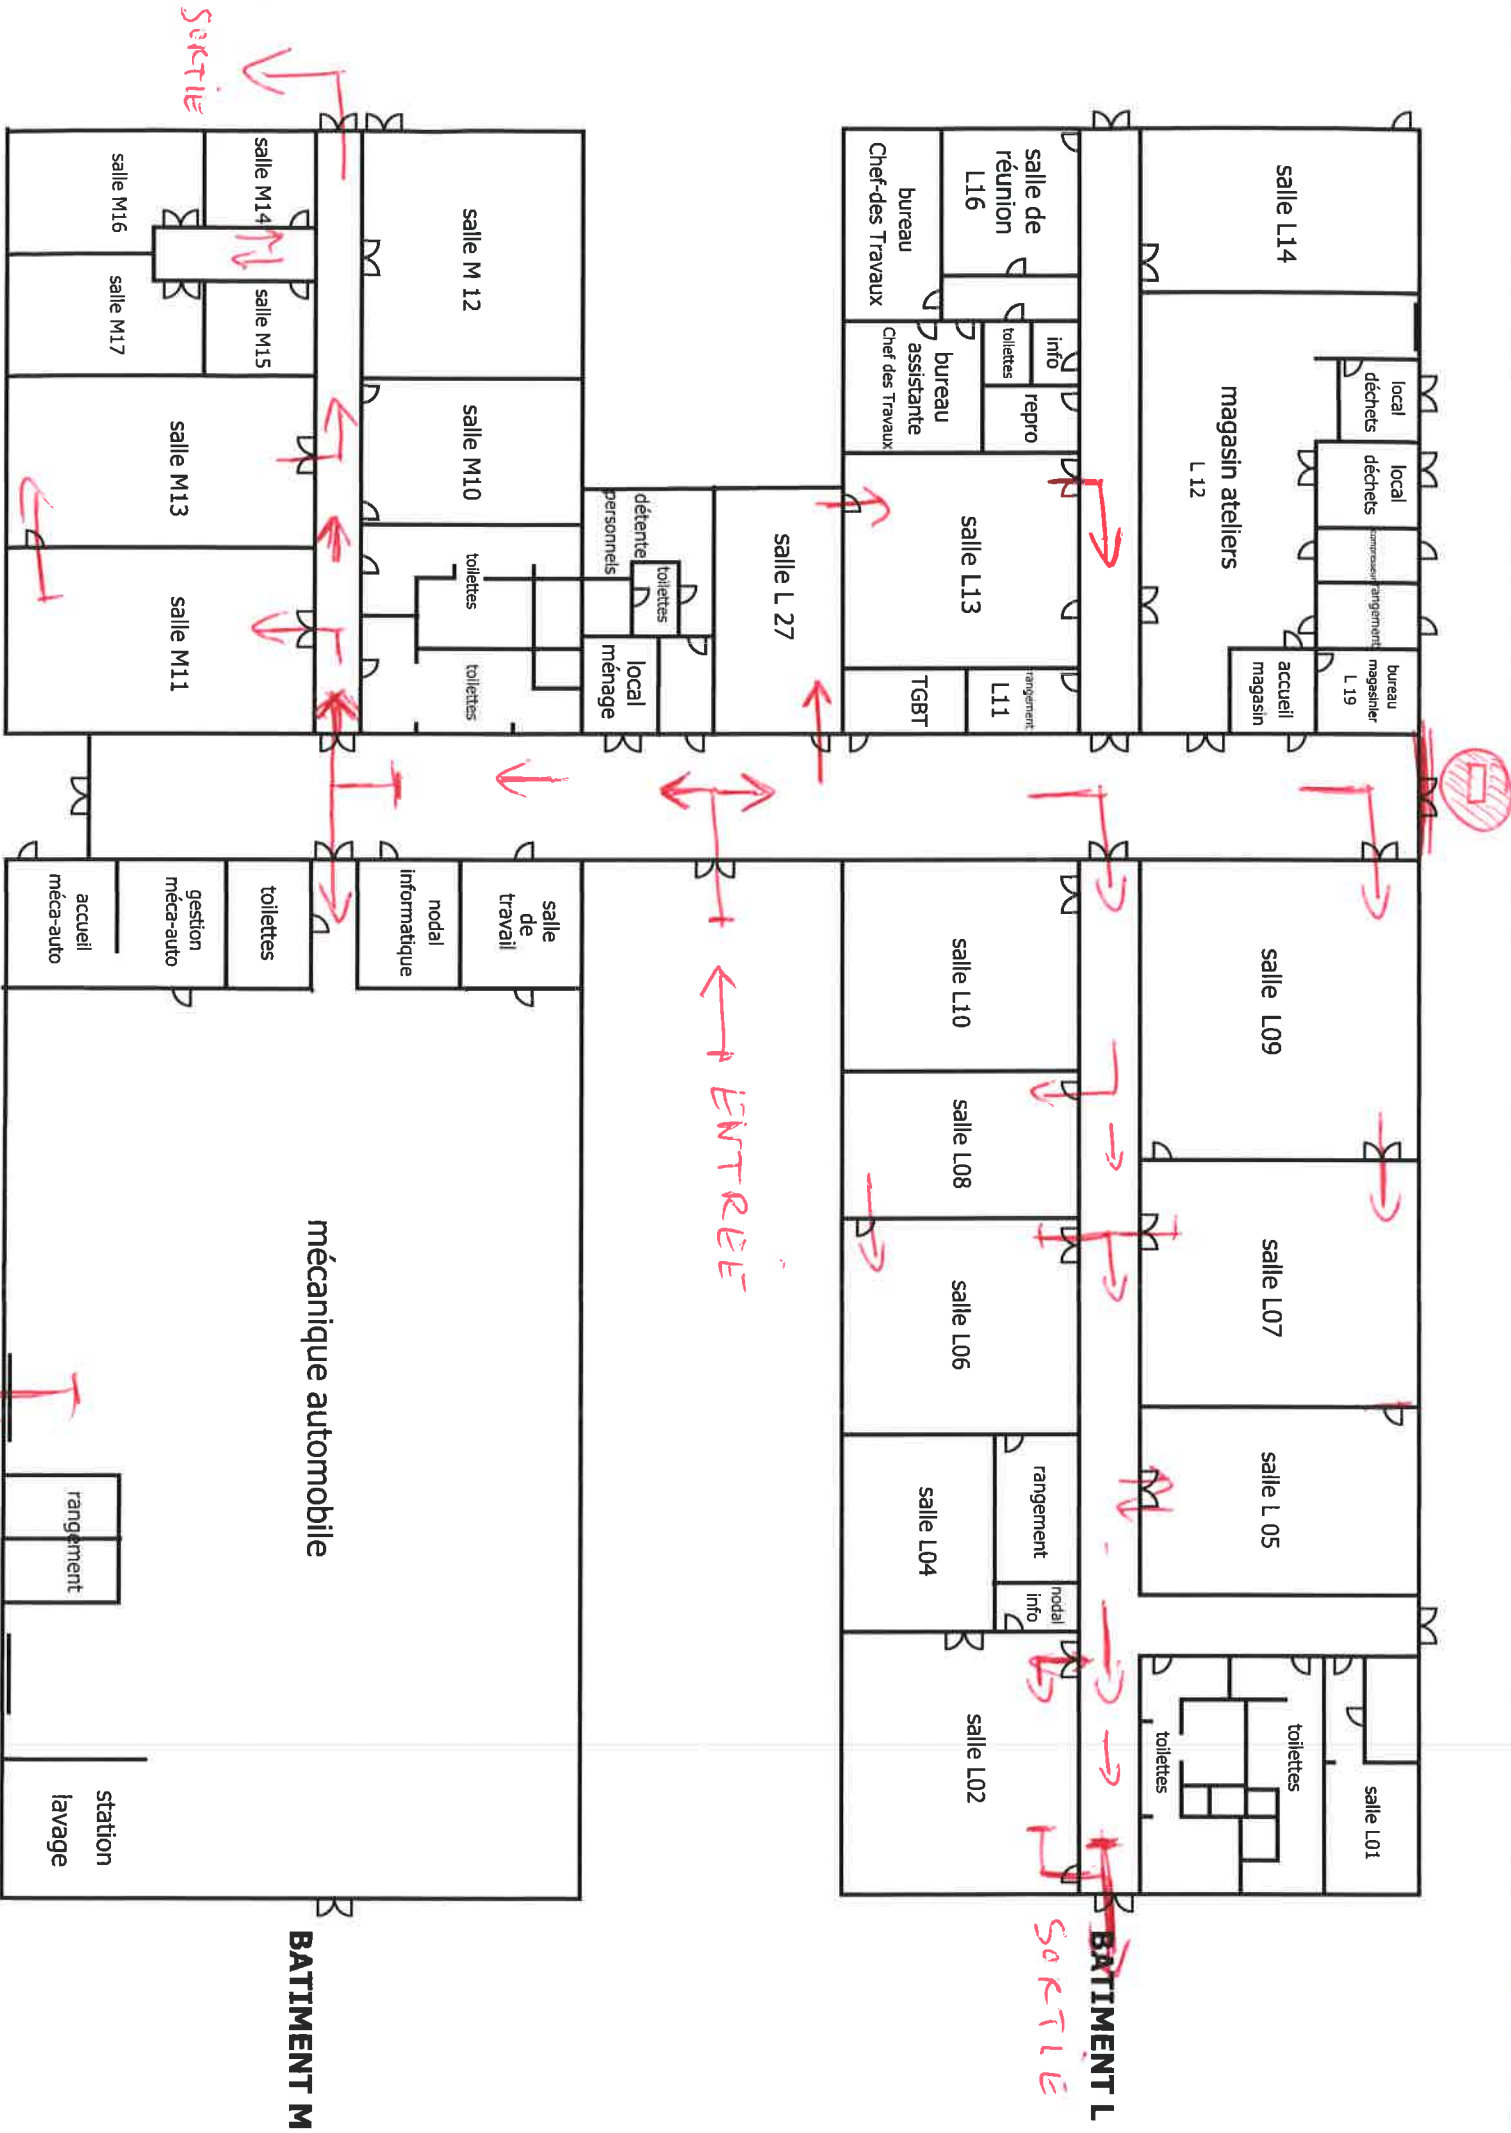 salle L14
magasin ateliers
L 12
local
déchets
local
déchets
compresseur
rangement
accueil
magasin
bureau
magasinier
L 19
salle L09
salle L07
salle L 05
toilettes
toilettes
salle L01
BATIMENT L
SORTIE
salle de
réunion
L16
bureau
Chef-des Travaux
info
toilettes
repro
bureau
assistante
Chef des Travaux
salle L13
rangement
L11
TGBT
salle L10
salle L08
salle L06
rangement
salle L04
nodal
info
salle L02
salle L 27
ENTRÉE
détente
personnels
toilettes
local
ménage
salle M 12
salle M10
toilettes
toilettes
salle
de
travail
nodal
informatique
mécanique automobile
BATIMENT M
SORTIE
salle M14
salle M15
salle M16
salle M17
salle M13
salle M11
toilettes
gestion
méca-auto
accueil
méca-auto
rangement
station
lavage